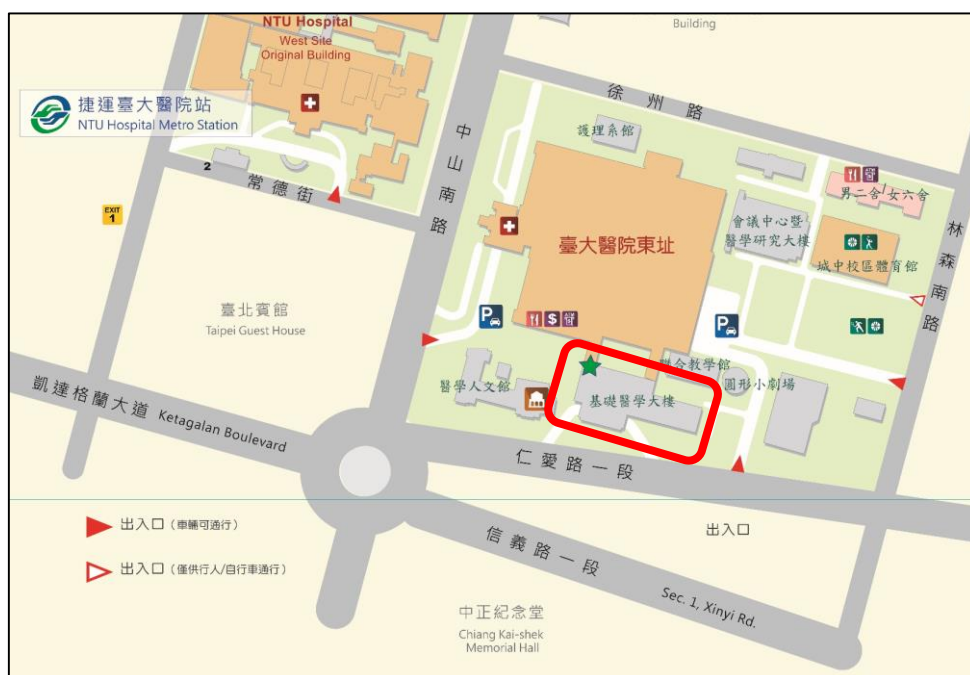 NTU Hospital
West Site
Original Building
Building
捷運臺大醫院站
NTU Hospital Metro Station
徐州路
護理系館
中山南路
2
常德街
EXIT
1
男二舍 女六舍
會議中心暨
醫學研究大樓
臺大醫院東址
城中校區體育館
林森南路
臺北賓館
Taipei Guest House
P
$
P
聯合教學館
醫學人文館
圓形小劇場
基礎醫學大樓
凱達格蘭大道 Ketagalan Boulevard
仁愛路一段
出入口（車輛可通行）
出入口
信義路一段
出入口（僅供行人/自行車通行）
Sec. 1, Xinyi Rd.
中正紀念堂
Chiang Kai-shek
Memorial Hall